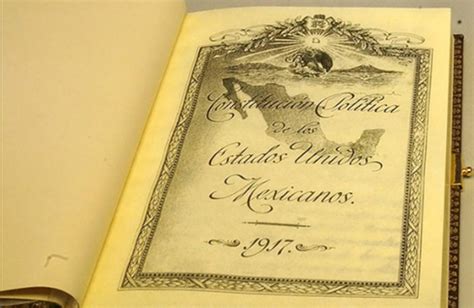 Constitución Política
de los
Estados Unidos
Mexicanos.
1917.